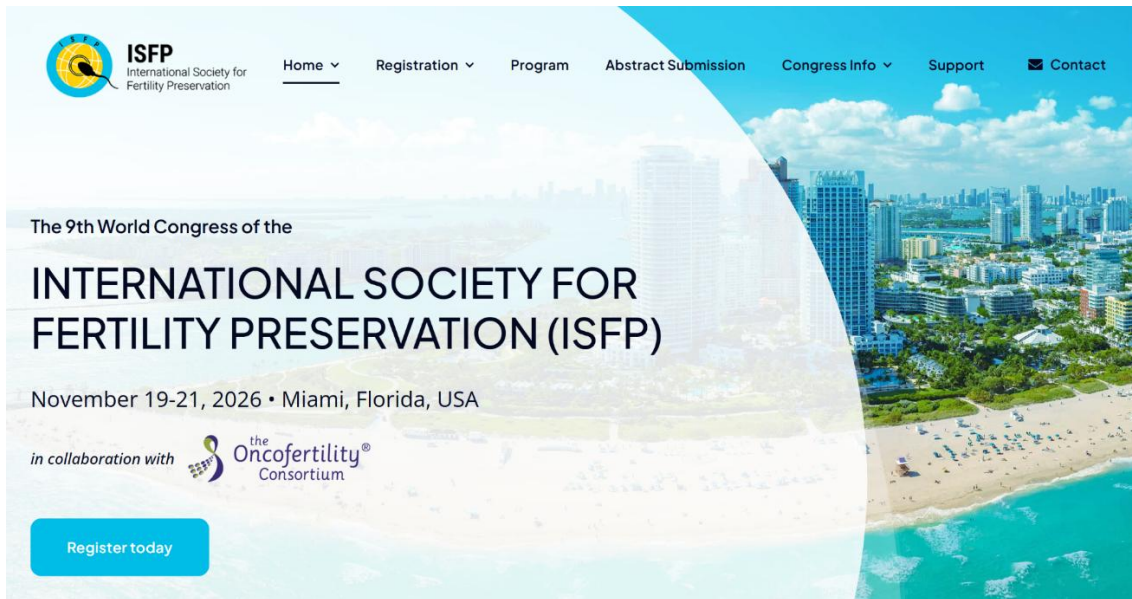 ISFP
ISFP
International Society for
Fertility Preservation
Home
Registration
Program
Abstract Submission
Congress Info
Support
Contact
The 9th World Congress of the
INTERNATIONAL SOCIETY FOR
FERTILITY PRESERVATION (ISFP)
November 19-21, 2026 • Miami, Florida, USA
in collaboration with
the
Oncofertility®
Consortium
Register today